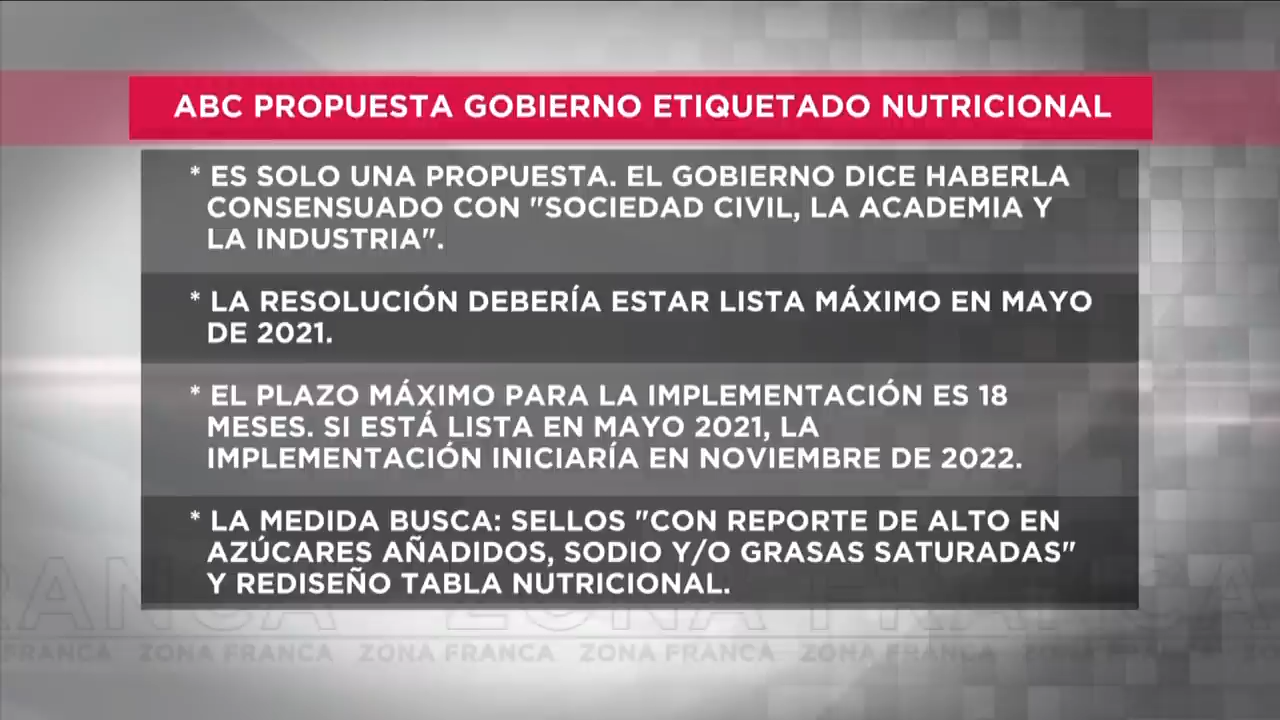 ABC PROPUESTA GOBIERNO ETIQUETADO NUTRICIONAL
* ES SOLO UNA PROPUESTA. EL GOBIERNO DICE HABERLA
CONSENSUADO CON "SOCIEDAD CIVIL, LA ACADEMIA Y
LA INDUSTRIA".
* LA RESOLUCIÓN DEBERÍA ESTAR LISTA MÁXIMO EN MAYO
DE 2021.
* EL PLAZO MÁXIMO PARA LA IMPLEMENTACIÓN ES 18
MESES. SI ESTÁ LISTA EN MAYO 2021, LA
IMPLEMENTACIÓN INICIARÍA EN NOVIEMBRE DE 2022.
* LA MEDIDA BUSCA: SELLOS "CON REPORTE DE ALTO EN
AZÚCARES AÑADIDOS, SODIO Y/O GRASAS SATURADAS"
Y REDISEÑO TABLA NUTRICIONAL.
RANCA ZONA FRANCA
FRANCA ZONA FRANCA ZONA FRANCA ZONA FRANCA ZONA FRANCA ZONA